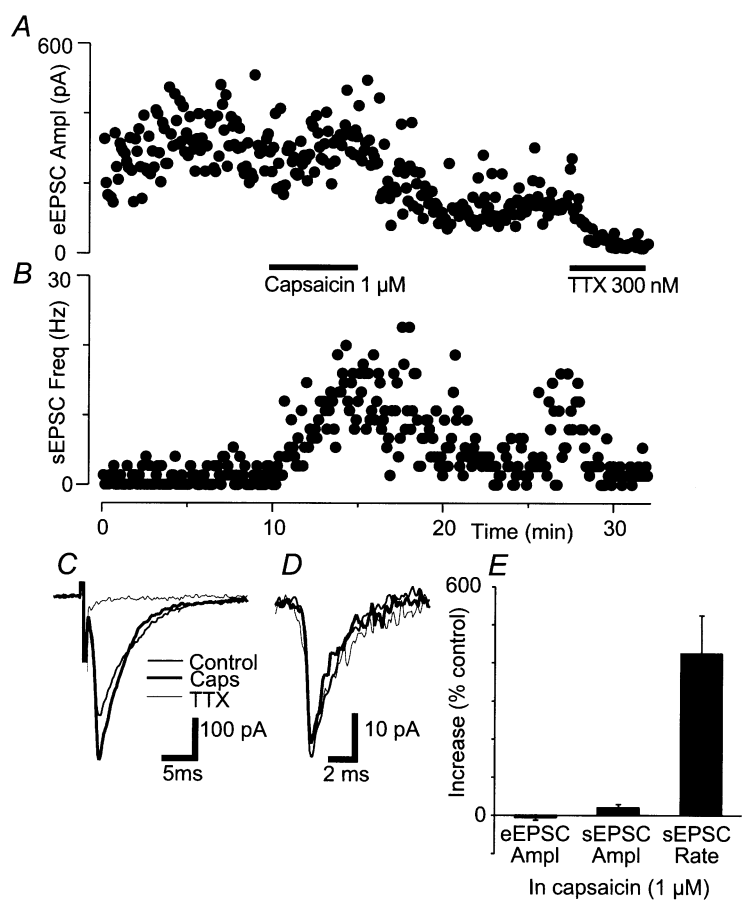 A
600
eEPSC Ampl (pA)
0
Capsaicin 1 µM
TTX 300 nM
B
30
sEPSC Freq (Hz)
0
0
10
20
Time (min)
30
C
D
E
Control
Caps
TTX
100 pA
5ms
10 pA
2 ms
600
Increase (% control)
0
eEPSC
Ampl
sEPSC
Ampl
sEPSC
Rate
In capsaicin (1 µM)